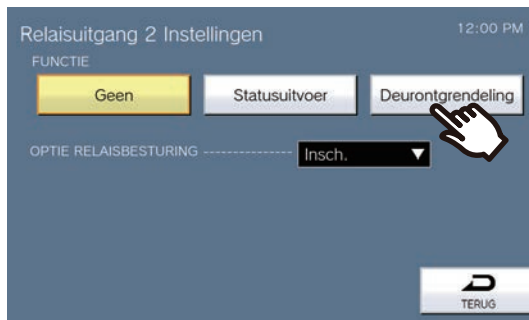 Relaisuitgang 2 Instellingen
12:00 PM
FUNCTIE
Geen
Statusuitvoer
Deurontgrendeling
OPTIE RELAISBESTURING ---------------
Insch.
TERUG